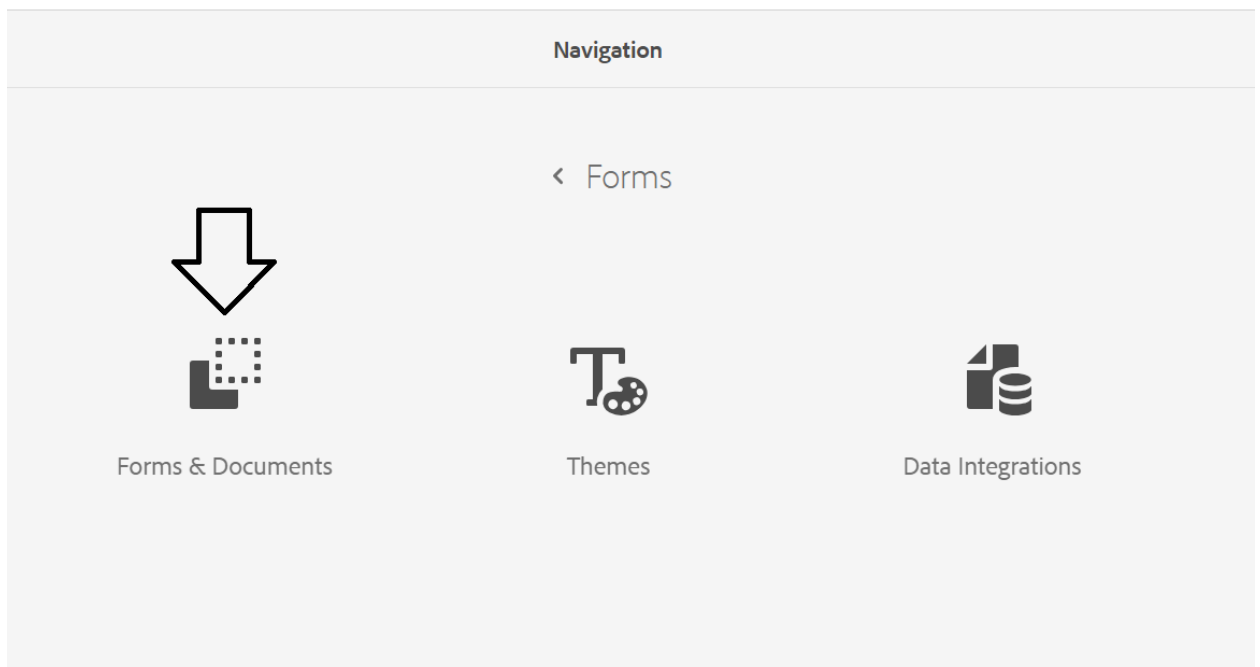 Navigation
Forms
Forms & Documents
Themes
Data Integrations